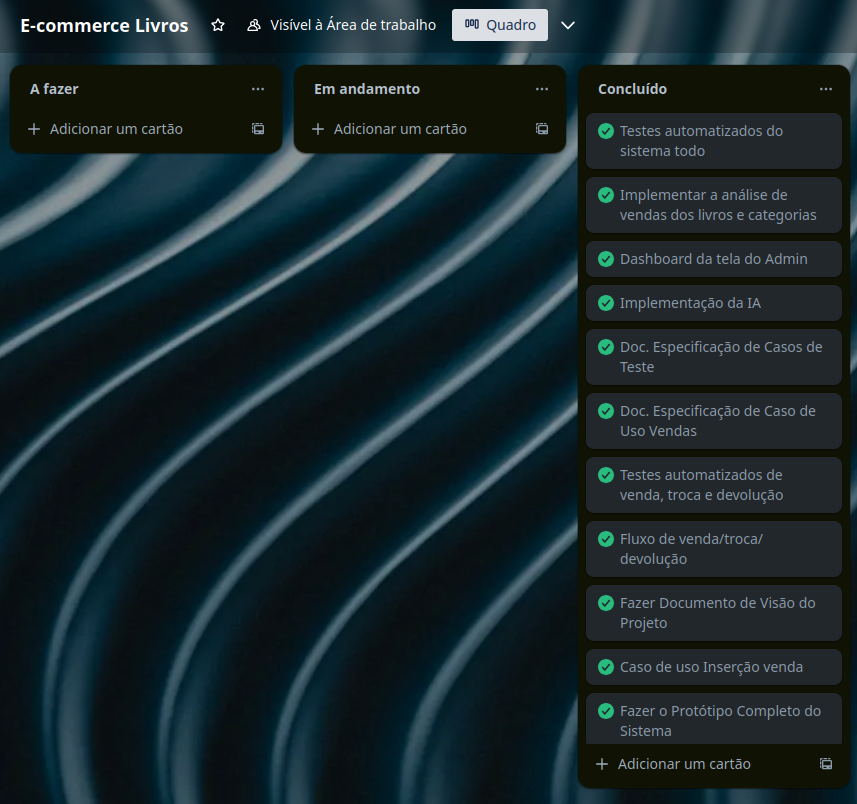 E-commerce Livros
Visível à Área de trabalho
Quadro
A fazer
Adicionar um cartão
Em andamento
Adicionar um cartão
Concluído
Testes automatizados do
sistema todo
Implementar a análise de
vendas dos livros e categorias
Dashboard da tela do Admin
Implementação da IA
Doc. Especificação de Casos de
Teste
Doc. Especificação de Caso de
Uso Vendas
Testes automatizados de
venda, troca e devolução
Fluxo de venda/troca/
devolução
Fazer Documento de Visão do
Projeto
Caso de uso Inserção venda
Fazer o Protótipo Completo do
Sistema
Adicionar um cartão